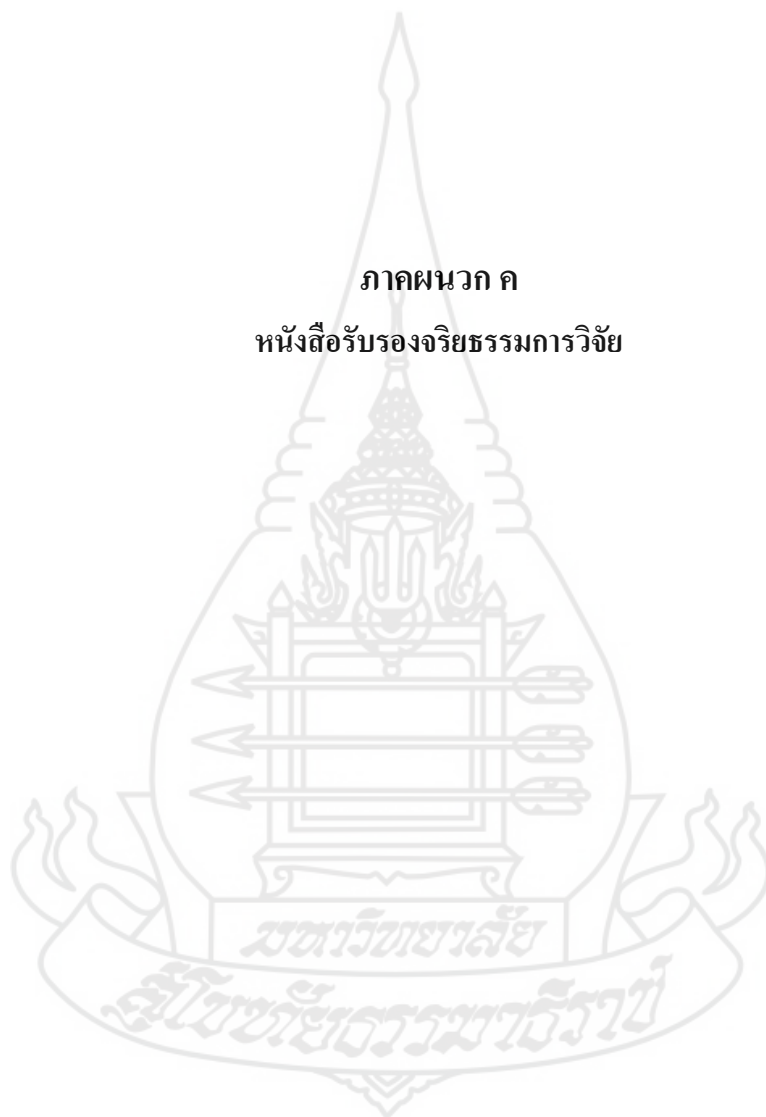 ภาคผนวก ค
หนังสือรับรองจริยธรรมการวิจัย
มหาวิทยาลัย
สุโขทัยธรรมาธิราช